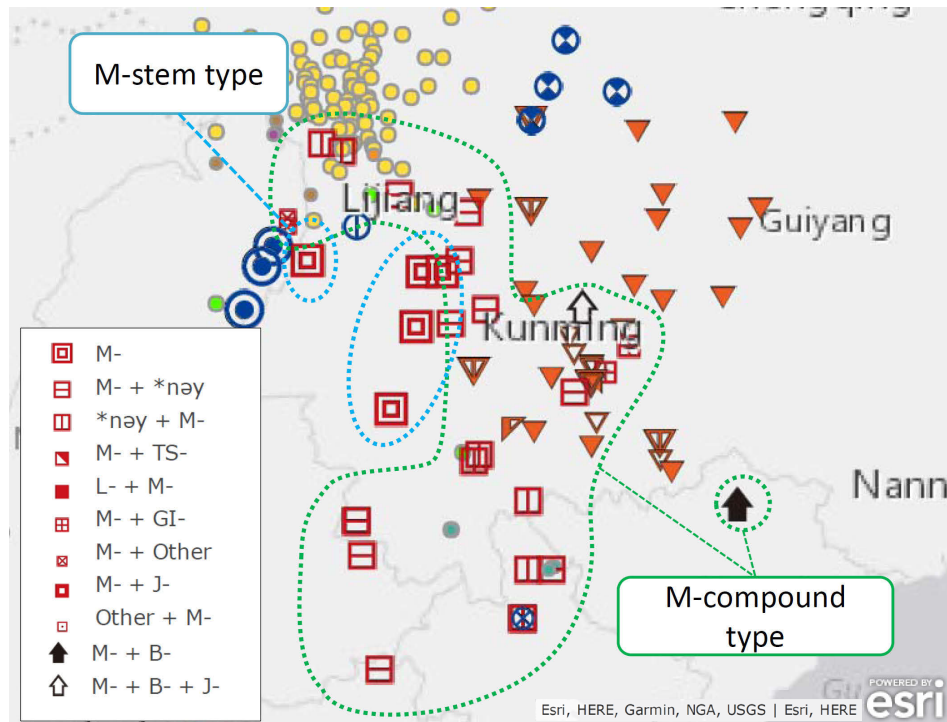 M-stem type
Lijiang
Guiyang
Kunming
M-
M- + *nəy
*nəy + M-
M- + TS-
L- + M-
M- + GI-
M- + Other
M- + J-
Other + M-
M- + B-
M- + B- + J-
Nann
M-compound
type
Esri, HERE, Garmin, NGA, USGS | Esri, HERE
POWERED BY
esri